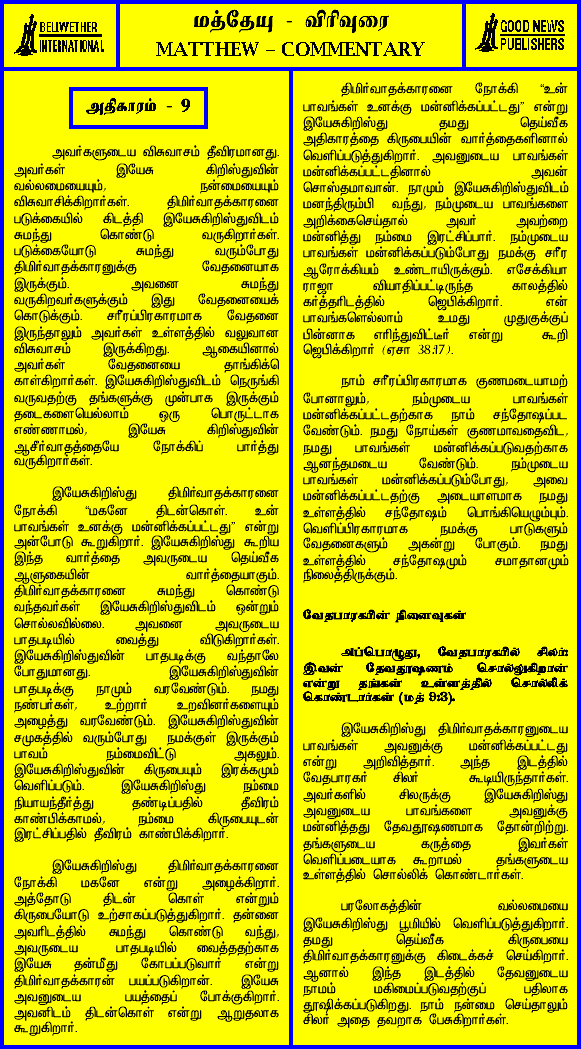 BELLWETHER
INTERNATIONAL
மத்தேயு - விரிவுரை
MATTHEW – COMMENTARY
GOOD NEWS
PUBLISHERS
அதிகாரம் - 9
அவர்களுடைய விசுவாசம் தீவிரமானது.
அவர்கள் இயேசு கிறிஸ்துவின்
வல்லமையையும், நன்மையையும்
விசுவாசிக்கிறார்கள். திமிர்வாதக்காரனை
படுக்கையில் கிடத்தி இயேசுகிறிஸ்துவிடம்
சுமந்து கொண்டு வருகிறார்கள்.
படுக்கையோடு சுமந்து வரும்போது
திமிர்வாதக்காரனுக்கு வேதனையாக
இருக்கும். அவனை சுமந்து
வருகிறவர்களுக்கும் இது வேதனையைக்
கொடுக்கும். சரீரப்பிரகாரமாக வேதனை
இருந்தாலும் அவர்கள் உள்ளத்தில் வலுவான
விசுவாசம் இருக்கிறது. ஆகையினால்
அவர்கள் வேதனையை தாங்கிக்
கொள்கிறார்கள். இயேசுகிறிஸ்துவிடம் நெருங்கி
வருவதற்கு தங்களுக்கு முன்பாக இருக்கும்
தடைகளையெல்லாம் ஒரு பொருட்டாக
எண்ணாமல், இயேசு கிறிஸ்துவின்
ஆசீர்வாதத்தையே நோக்கிப் பார்த்து
வருகிறார்கள்.
இயேசுகிறிஸ்து திமிர்வாதக்காரனை
நோக்கி “மகனே திடன்கொள். உன்
பாவங்கள் உனக்கு மன்னிக்கப்பட்டது” என்று
அன்போடு கூறுகிறார். இயேசுகிறிஸ்து கூறிய
இந்த வார்த்தை அவருடைய தெய்வீக
ஆளுகையின் வார்த்தையாகும்.
திமிர்வாதக்காரனை சுமந்து கொண்டு
வந்தவர்கள் இயேசுகிறிஸ்துவிடம் ஒன்றும்
சொல்லவில்லை. அவனை அவருடைய
பாதபடியில் வைத்து விடுகிறார்கள்.
இயேசுகிறிஸ்துவின் பாதபடிக்கு வந்தாலே
போதுமானது. இயேசுகிறிஸ்துவின்
பாதபடிக்கு நாமும் வரவேண்டும். நமது
நண்பர்கள், உற்றார் உறவினர்களையும்
அழைத்து வரவேண்டும். இயேசுகிறிஸ்துவின்
சமுகத்தில் வரும்போது நமக்குள் இருக்கும்
பாவம் நம்மைவிட்டு அகலும்.
இயேசுகிறிஸ்துவின் கிருபையும் இரக்கமும்
வெளிப்படும். இயேசுகிறிஸ்து நம்மை
நியாயந்தீர்த்து தண்டிப்பதில் தீவிரம்
காண்பிக்காமல், நம்மை கிருபையுடன்
இரட்சிப்பதில் தீவிரம் காண்பிக்கிறார்.
இயேசுகிறிஸ்து திமிர்வாதக்காரனை
நோக்கி மகனே என்று அழைக்கிறார்.
அத்தோடு திடன் கொள் என்றும்
கிருபையோடு உற்சாகப்படுத்துகிறார். தன்னை
அவரிடத்தில் சுமந்து கொண்டு வந்து,
அவருடைய பாதபடியில் வைத்ததற்காக
இயேசு தன்மீது கோபப்படுவார் என்று
திமிர்வாதக்காரன் பயப்படுகிறான். இயேசு
அவனுடைய பயத்தைப் போக்குகிறார்.
அவனிடம் திடன்கொள் என்று ஆறுதலாக
கூறுகிறார்.
திமிர்வாதக்காரனை நோக்கி “உன்
பாவங்கள் உனக்கு மன்னிக்கப்பட்டது” என்று
இயேசுகிறிஸ்து தமது தெய்வீக
அதிகாரத்தை கிருபையின் வார்த்தைகளினால்
வெளிப்படுத்துகிறார். அவனுடைய பாவங்கள்
மன்னிக்கப்பட்டதினால் அவன்
சொஸ்தமாவான். நாமும் இயேசுகிறிஸ்துவிடம்
மனந்திரும்பி வந்து, நம்முடைய பாவங்களை
அறிக்கைசெய்தால் அவர் அவற்றை
மன்னித்து நம்மை இரட்சிப்பார். நம்முடைய
பாவங்கள் மன்னிக்கப்படும்போது நமக்கு சரீர
ஆரோக்கியம் உண்டாயிருக்கும். எசேக்கியா
ராஜா வியாதிப்பட்டிருந்த காலத்தில்
கர்த்தரிடத்தில் ஜெபிக்கிறார். என்
பாவங்களெல்லாம் உமது முதுகுக்குப்
பின்னாக எரிந்துவிட்டீர் என்று கூறி
ஜெபிக்கிறார் (ஏசா 38:17).
நாம் சரீரப்பிரகாரமாக குணமடையாமற்
போனாலும், நம்முடைய பாவங்கள்
மன்னிக்கப்பட்டதற்காக நாம் சந்தோஷப்பட
வேண்டும். நமது நோய்கள் குணமாவதைவிட,
நமது பாவங்கள் மன்னிக்கப்படுவதற்காக
ஆனந்தமடைய வேண்டும். நம்முடைய
பாவங்கள் மன்னிக்கப்படும்போது, அவை
மன்னிக்கப்பட்டதற்கு அடையாளமாக நமது
உள்ளத்தில் சந்தோஷம் பொங்கியெழும்பும்.
வெளிப்பிரகாரமாக நமக்கு பாடுகளும்
வேதனைகளும் அகன்று போகும். நமது
உள்ளத்தில் சந்தோஷமும் சமாதானமும்
நிலைத்திருக்கும்.
வேதபாரகரின் நினைவுகள்
அப்பொழுது, வேதபாரகரில் சிலர்:
இவன் தேவதூஷணம் சொல்லுகிறான்
என்று தங்கள் உள்ளத்தில் சொல்லிக்
கொண்டார்கள் (மத் 9:3).
இயேசுகிறிஸ்து திமிர்வாதக்காரனுடைய
பாவங்கள் அவனுக்கு மன்னிக்கப்பட்டது
என்று அறிவித்தார். அந்த இடத்தில்
வேதபாரகர் சிலர் கூடியிருந்தார்கள்.
அவர்களில் சிலருக்கு இயேசுகிறிஸ்து
அவனுடைய பாவங்களை அவனுக்கு
மன்னித்தது தேவதூஷணமாக தோன்றிற்று.
தங்களுடைய கருத்தை இவர்கள்
வெளிப்படையாக கூறாமல் தங்களுடைய
உள்ளத்தில் சொல்லிக் கொண்டார்கள்.
பரலோகத்தின் வல்லமையை
இயேசுகிறிஸ்து பூமியில் வெளிப்படுத்துகிறார்.
தமது தெய்வீக கிருபையை
திமிர்வாதக்காரனுக்கு கிடைக்கச் செய்கிறார்.
ஆனால் இந்த இடத்தில் தேவனுடைய
நாமம் மகிமைப்படுவதற்குப் பதிலாக
தூஷிக்கப்படுகிறது. நாம் நன்மை செய்தாலும்
சிலர் அதை தவறாக பேசுகிறார்கள்.